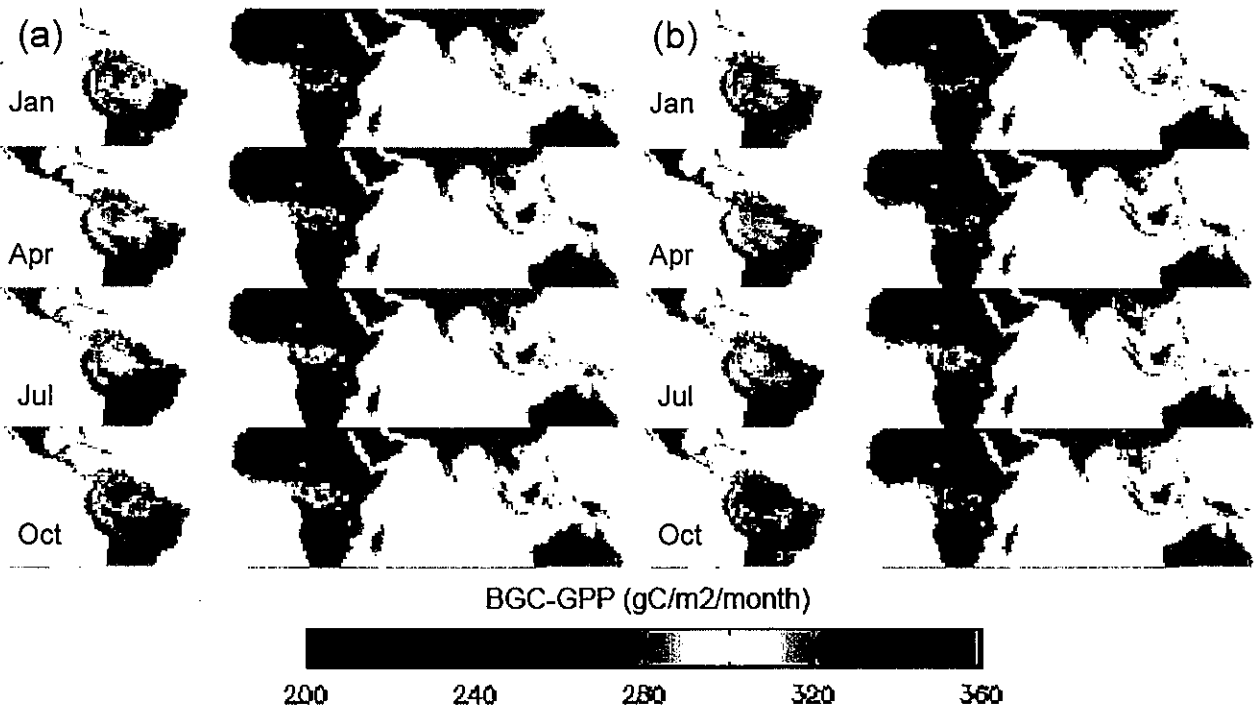 (a) (b)
Jan Jan
Apr Apr
Jul Jul
Oct Oct
BGC-GPP (gC/m2/month)
200 240 280 320 360